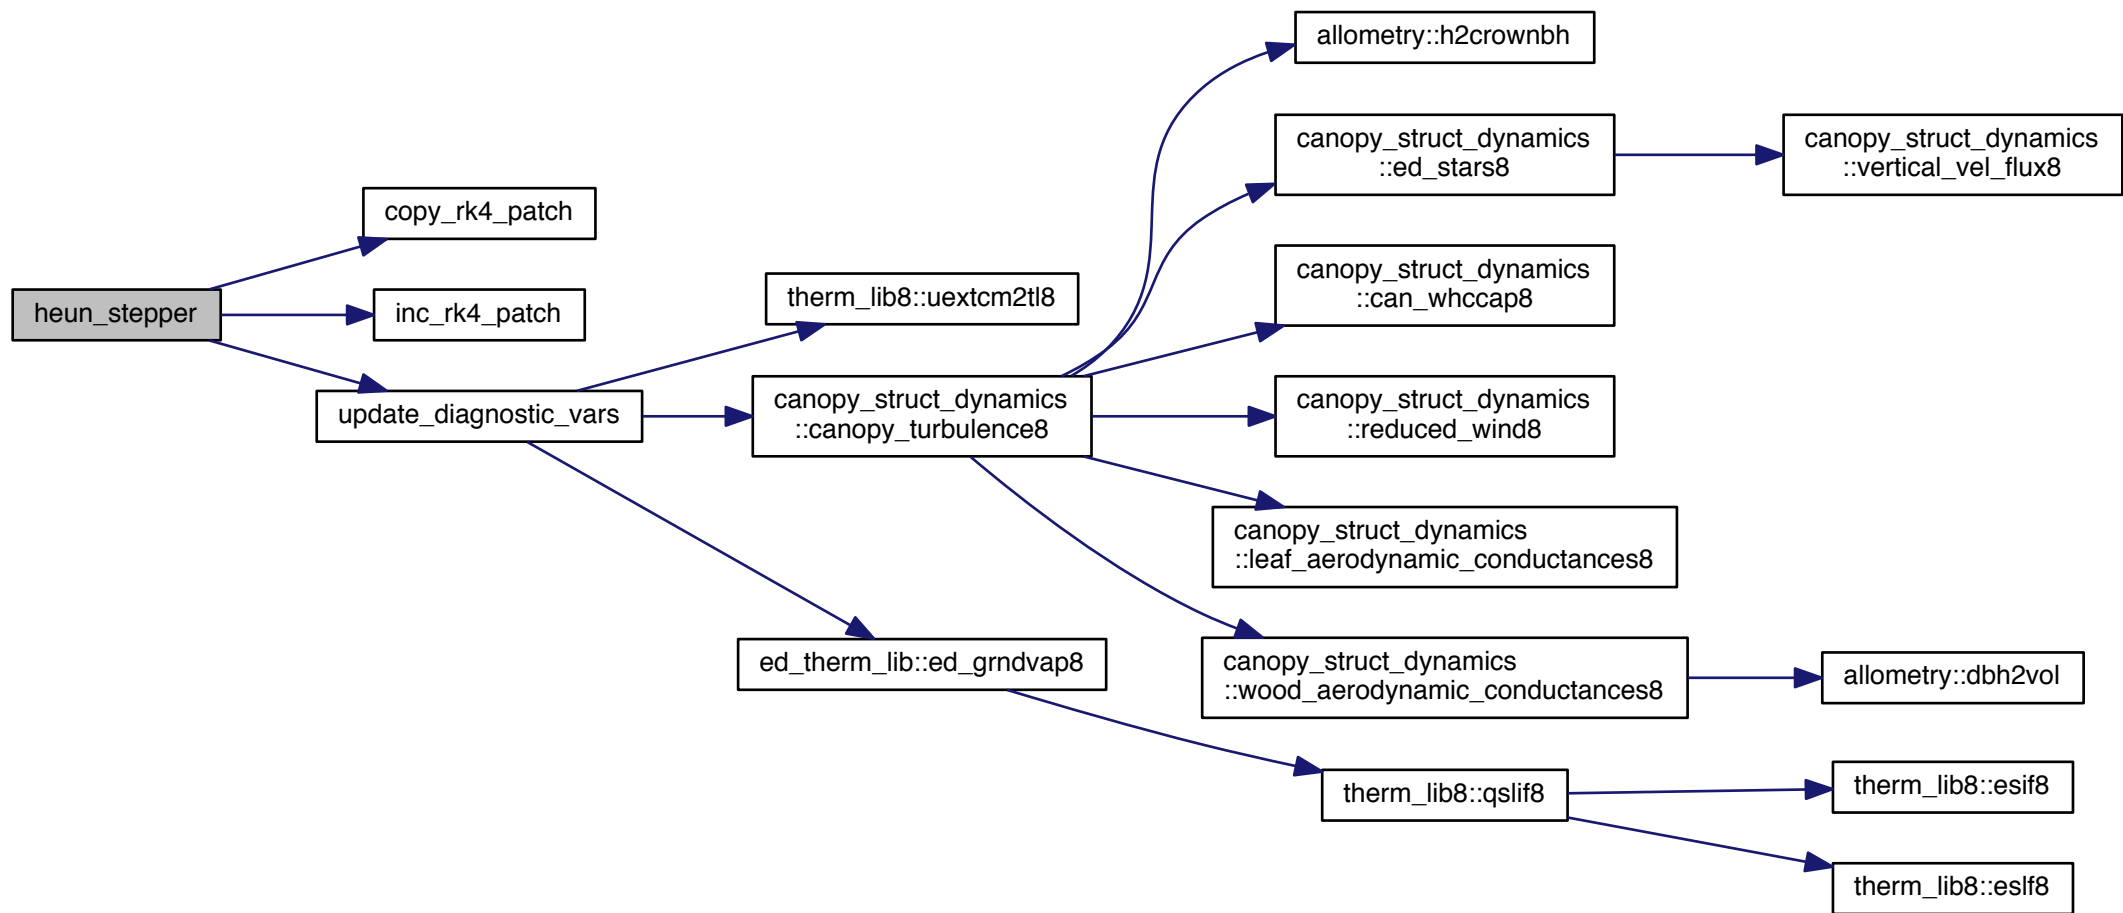 heun_stepper
copy_rk4_patch
inc_rk4_patch
update_diagnostic_vars
therm_lib8::uextcm2tl8
canopy_struct_dynamics
::canopy_turbulence8
ed_therm_lib::ed_grndvap8
allometry::h2crownbh
canopy_struct_dynamics
::ed_stars8
canopy_struct_dynamics
::can_whccap8
canopy_struct_dynamics
::reduced_wind8
canopy_struct_dynamics
::leaf_aerodynamic_conductances8
canopy_struct_dynamics
::wood_aerodynamic_conductances8
therm_lib8::qslif8
canopy_struct_dynamics
::vertical_vel_flux8
allometry::dbh2vol
therm_lib8::esif8
therm_lib8::eslf8